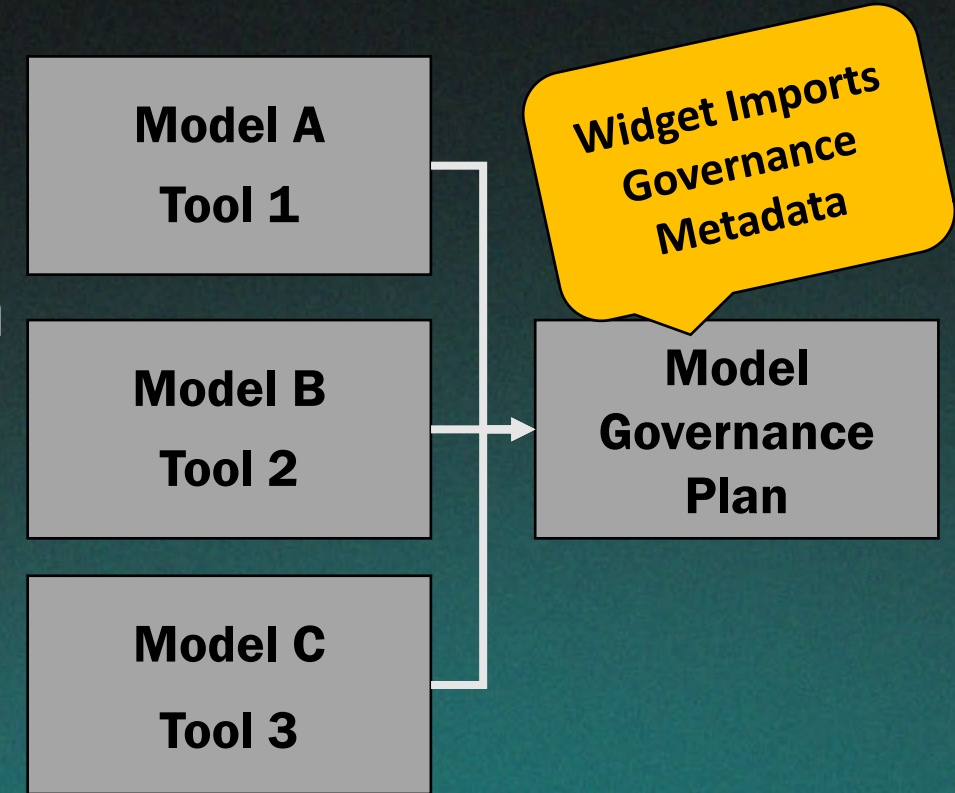 Model A
Tool 1
Widget Imports
Governance
Metadata
Model B
Tool 2
Model
Governance
Plan
Model C
Tool 3